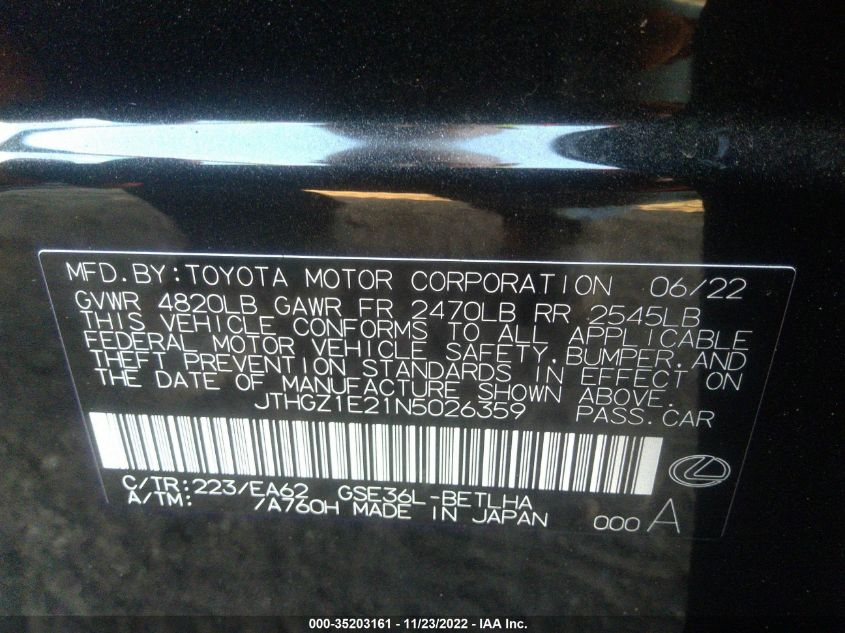 MFD.BY:TOYOTA MOTOR CORPORATION 06/22
GVWR 4820LB GAWR FR 2470LB RR 2545LB
THIS VEHICLE CONFORMS TO ALL APPLICABLE
FEDERAL MOTOR VEHICLE SAFETY,BUMPER,AND
THEFT PREVENTION STANDARDS IN EFFECT ON
THE DATE OF MANUFACTURE SHOWN ABOVE.
JTHGZ1E21N5026359 PASS.CAR
C/TR:223/EA62 GSE36L-BETLHA
A/TM: /A760H MADE IN JAPAN 000 A
000-35203161 - 11/23/2022 - IAA Inc.